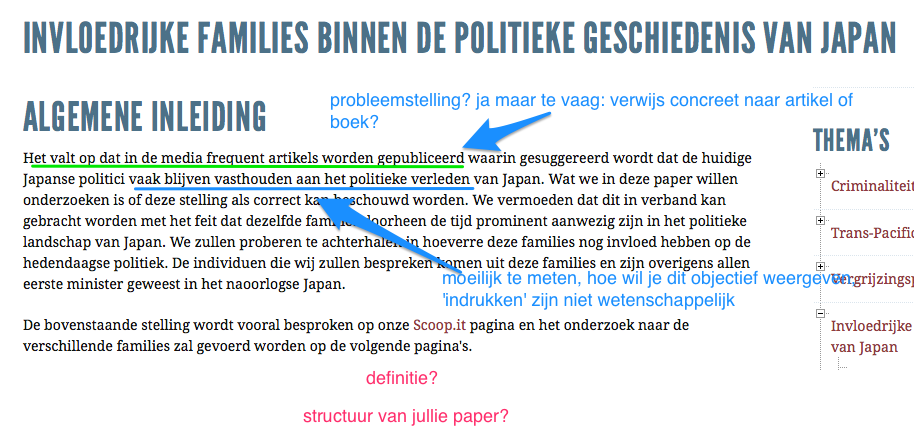 INVLOEDRIJKE FAMILIES BINNEN DE POLITIEKE GESCHIEDENIS VAN JAPAN
ALGEMENE INLEIDING
probleemstelling? ja maar te vaag: verwijs concreet naar artikel of
boek?
Het valt op dat in de media frequent artikels worden gepubliceerd waarin gesuggereerd wordt dat de huidige
Japanse politici vaak blijven vasthouden aan het politieke verleden van Japan. Wat we in deze paper willen
onderzoeken is of deze stelling als correct kan beschouwd worden. We vermoeden dat dit in verband kan
gebracht worden met het feit dat dezelfde families doorheen de tijd prominent aanwezig zijn in het politieke
landschap van Japan. We zullen proberen te achterhalen in hoeverre deze families nog invloed hebben op de
hedendaagse politiek. De individuen die wij zullen bespreken komen uit deze families en zijn overigens allen
eerste minister geweest in het naoorlogse Japan.
moeilijk te meten, hoe wil je dit objectief weergeven,
'indrukken' zijn niet wetenschappelijk
De bovenstaande stelling wordt vooral besproken op onze Scoop.it pagina en het onderzoek naar de
verschillende families zal gevoerd worden op de volgende pagina's.
definitie?
structuur van jullie paper?
THEMA'S
Criminaliteit
Trans-Pacific
Vergrijzingsp
Invloedrijke
van Japan